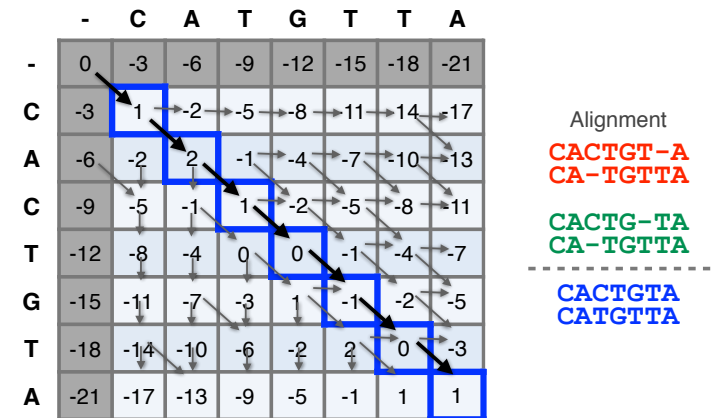 - C A T G T T A
- 0 -3 -6 -9 -12 -15 -18 -21
C -3 1 -2 -5 -8 -11 -14 -17
A -6 -2 2 -1 -4 -7 -10 -13
C -9 -5 -1 1 -2 -5 -8 -11
T -12 -8 -4 0 0 -1 -4 -7
G -15 -11 -7 -3 1 -1 -2 -5
T -18 -14 -10 -6 -2 2 0 -3
A -21 -17 -13 -9 -5 -1 1 1
Alignment
CACTGT-A
CA-TGTTA
CACTG-TA
CA-TGTTA
CACTGTA
CATGTTA